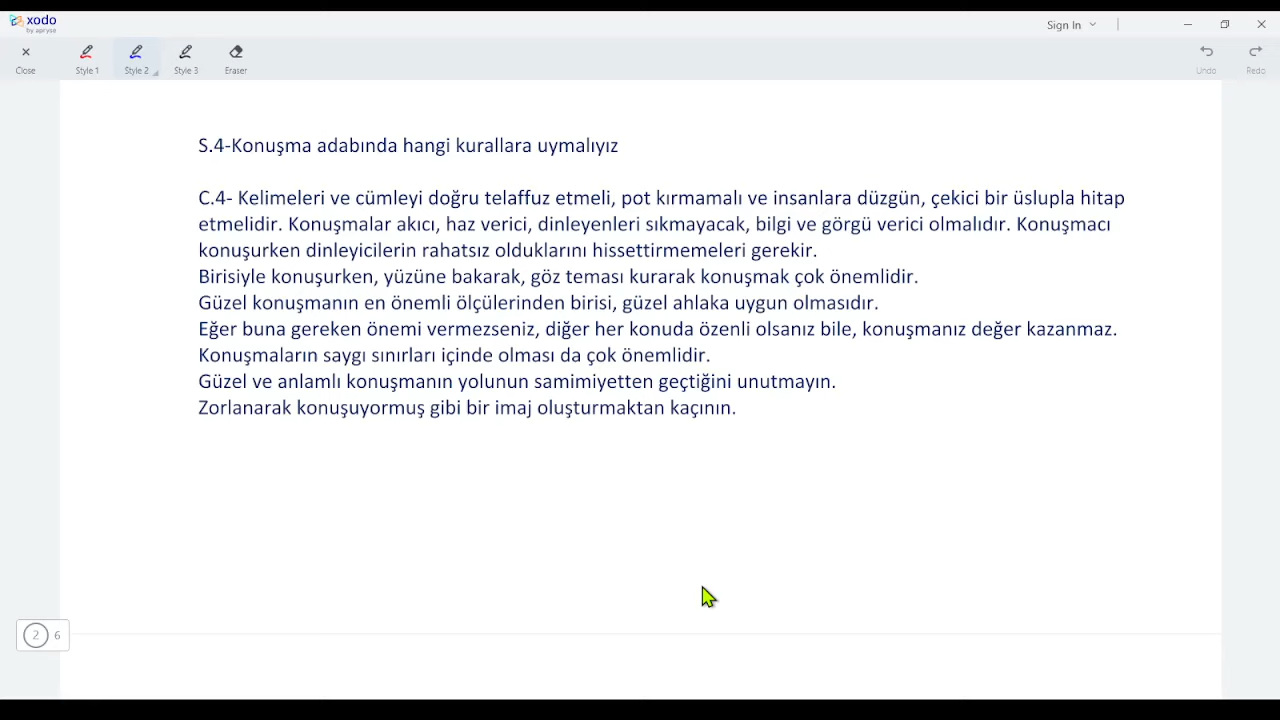 xodo
by apryse
Sign In
Close
Style 1
Style 2
Style 3
Eraser
Undo
Redo
S.4-Konuşma adabında hangi kurallara uymalıyız
C.4- Kelimeleri ve cümleyi doğru telaffuz etmeli, pot kırmamalı ve insanlara düzgün, çekici bir üslupla hitap
etmelidir. Konuşmalar akıcı, haz verici, dinleyenleri sıkmayacak, bilgi ve görgü verici olmalıdır. Konuşmacı
konuşurken dinleyicilerin rahatsız olduklarını hissettirmemeleri gerekir.
Birisiyle konuşurken, yüzüne bakarak, göz teması kurarak konuşmak çok önemlidir.
Güzel konuşmanın en önemli ölçülerinden birisi, güzel ahlaka uygun olmasıdır.
Eğer buna gereken önemi vermezseniz, diğer her konuda özenli olsanız bile, konuşmanız değer kazanmaz.
Konuşmaların saygı sınırları içinde olması da çok önemlidir.
Güzel ve anlamlı konuşmanın yolunun samimiyetten geçtiğini unutmayın.
Zorlanarak konuşuyormuş gibi bir imaj oluşturmaktan kaçının.
2 6